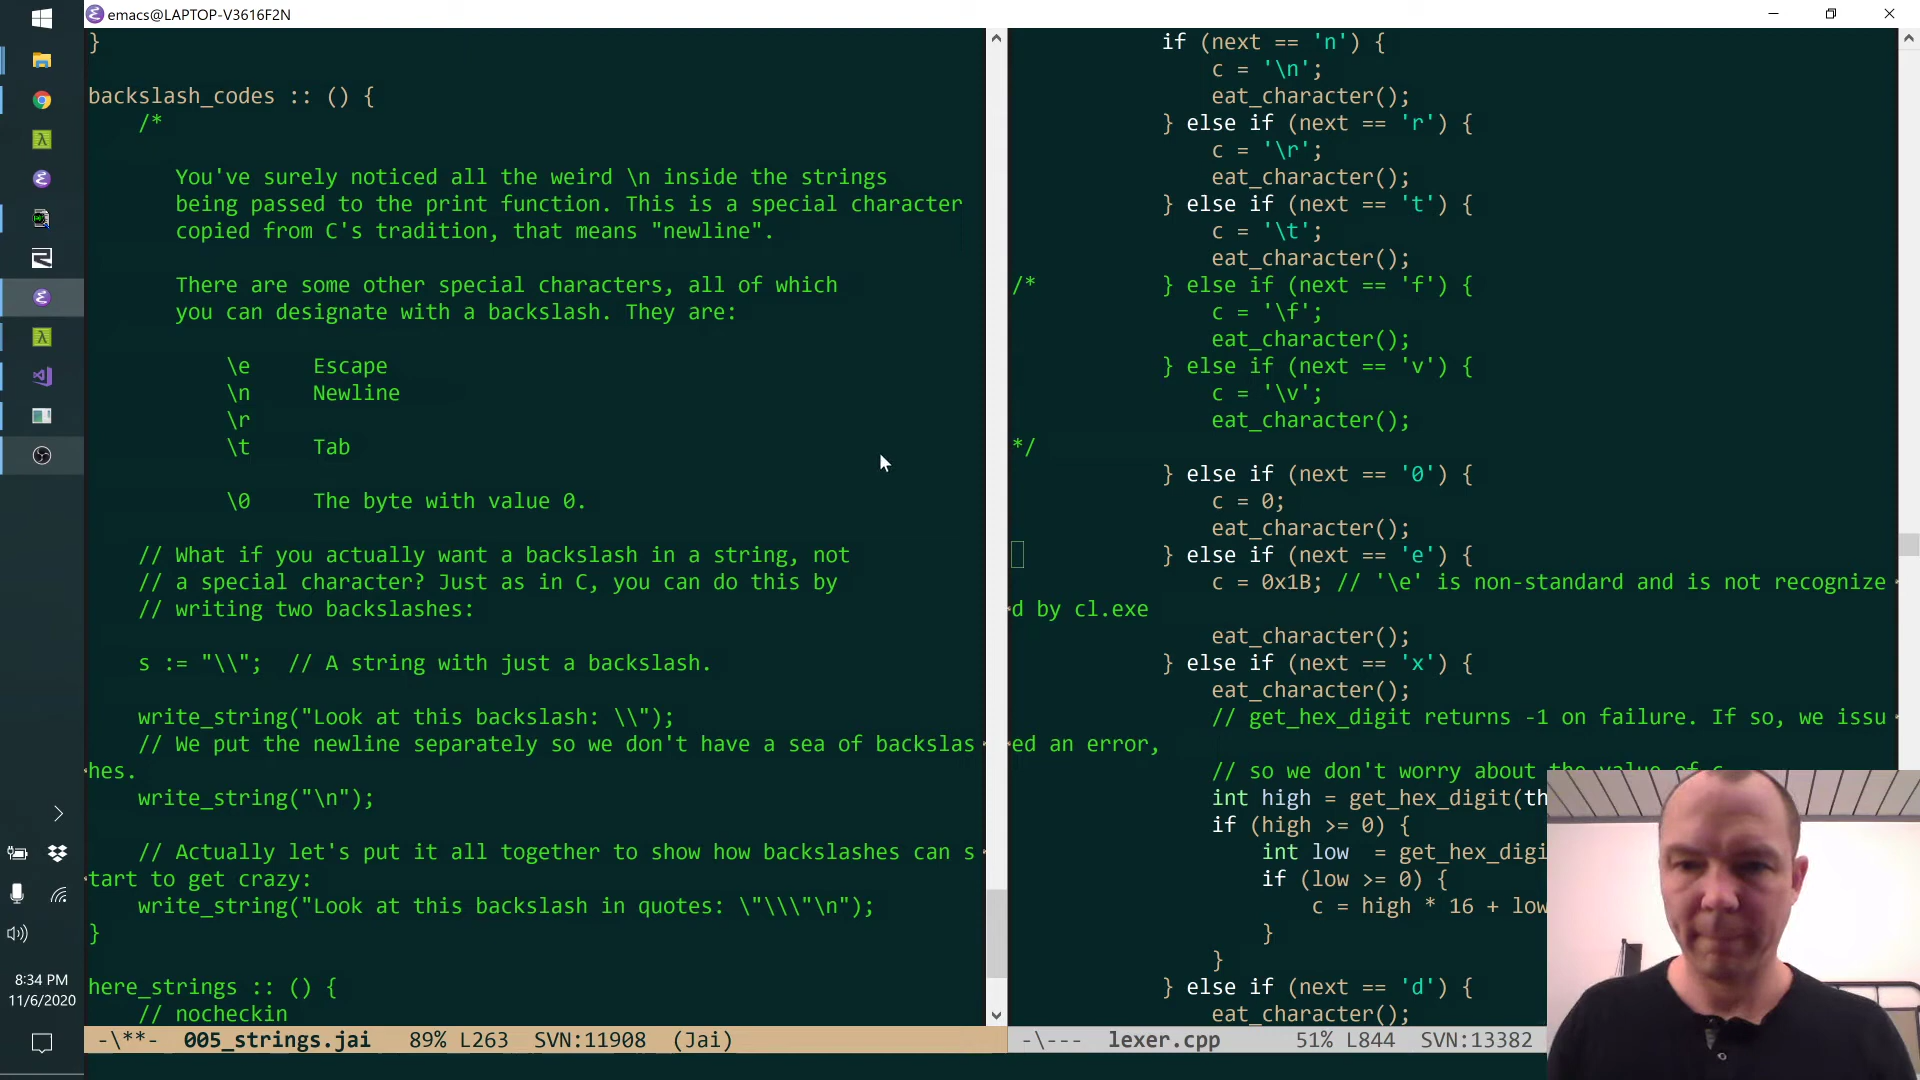 emacs@LAPTOP-V3616F2N
}
backslash_codes :: () {
/*
You've surely noticed all the weird \n inside the strings
being passed to the print function. This is a special character
copied from C's tradition, that means "newline".
There are some other special characters, all of which
you can designate with a backslash. They are:
\e Escape
\n Newline
\r
\t Tab
\0 The byte with value 0.
// What if you actually want a backslash in a string, not
// a special character? Just as in C, you can do this by
// writing two backslashes:
s := "\\"; // A string with just a backslash.
write_string("Look at this backslash: \\");
// We put the newline separately so we don't have a sea of backslas
hes.
write_string("\n");
// Actually let's put it all together to show how backslashes can s
tart to get crazy:
write_string("Look at this backslash in quotes: \"\\\"\n");
}
here_strings :: () {
// nocheckin
-\**- 005_strings.jai 89% L263 SVN:11908 (Jai)
if (next == 'n') {
c = '\n';
eat_character();
} else if (next == 'r') {
c = '\r';
eat_character();
} else if (next == 't') {
c = '\t';
eat_character();
/* } else if (next == 'f') {
c = '\f';
eat_character();
} else if (next == 'v') {
c = '\v';
eat_character();
*/
} else if (next == '0') {
c = 0;
eat_character();
} else if (next == 'e') {
c = 0x1B; // '\e' is non-standard and is not recognize
d by cl.exe
eat_character();
} else if (next == 'x') {
eat_character();
// get_hex_digit returns -1 on failure. If so, we issu
ed an error,
// so we don't worry about the value of c.
int high = get_hex_digit(th
if (high >= 0) {
int low = get_hex_digi
if (low >= 0) {
c = high * 16 + low
}
}
} else if (next == 'd') {
eat_character();
-\--- lexer.cpp 51% L844 SVN:13382
8:34 PM
11/6/2020